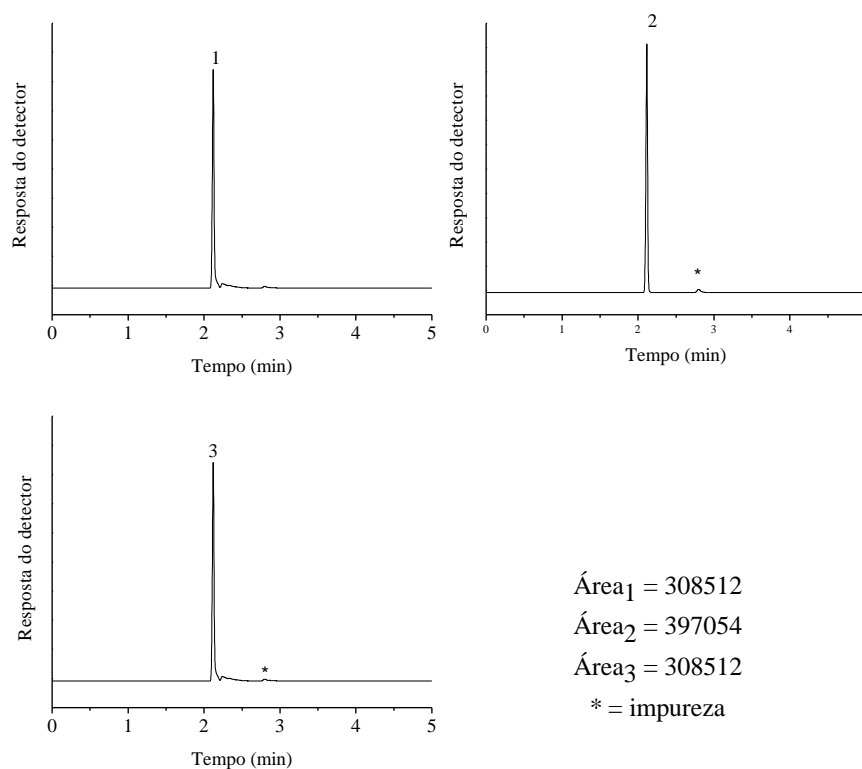 1
Resposta do detector
0 1 2 3 4 5
Tempo (min)
2
*
Resposta do detector
0 1 2 3 4
Tempo (min)
3
*
Resposta do detector
0 1 2 3 4 5
Tempo (min)
Área1 = 308512
Área2 = 397054
Área3 = 308512
* = impureza